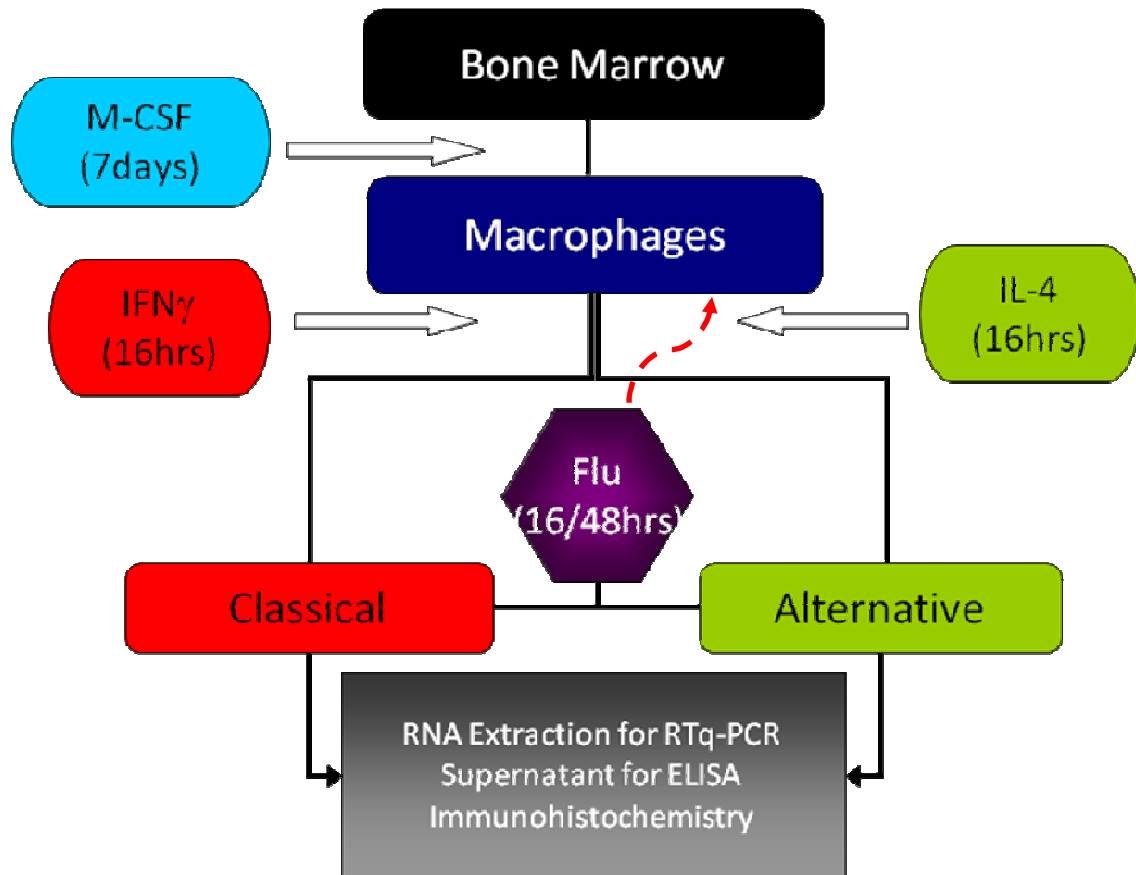 Bone Marrow
M-CSF
(7days)
Macrophages
IFNγ
(16hrs)
IL-4
(16hrs)
Flu
(16/48hrs)
Classical
Alternative
RNA Extraction for RTq-PCR
Supernatant for ELISA
Immunohistochemistry